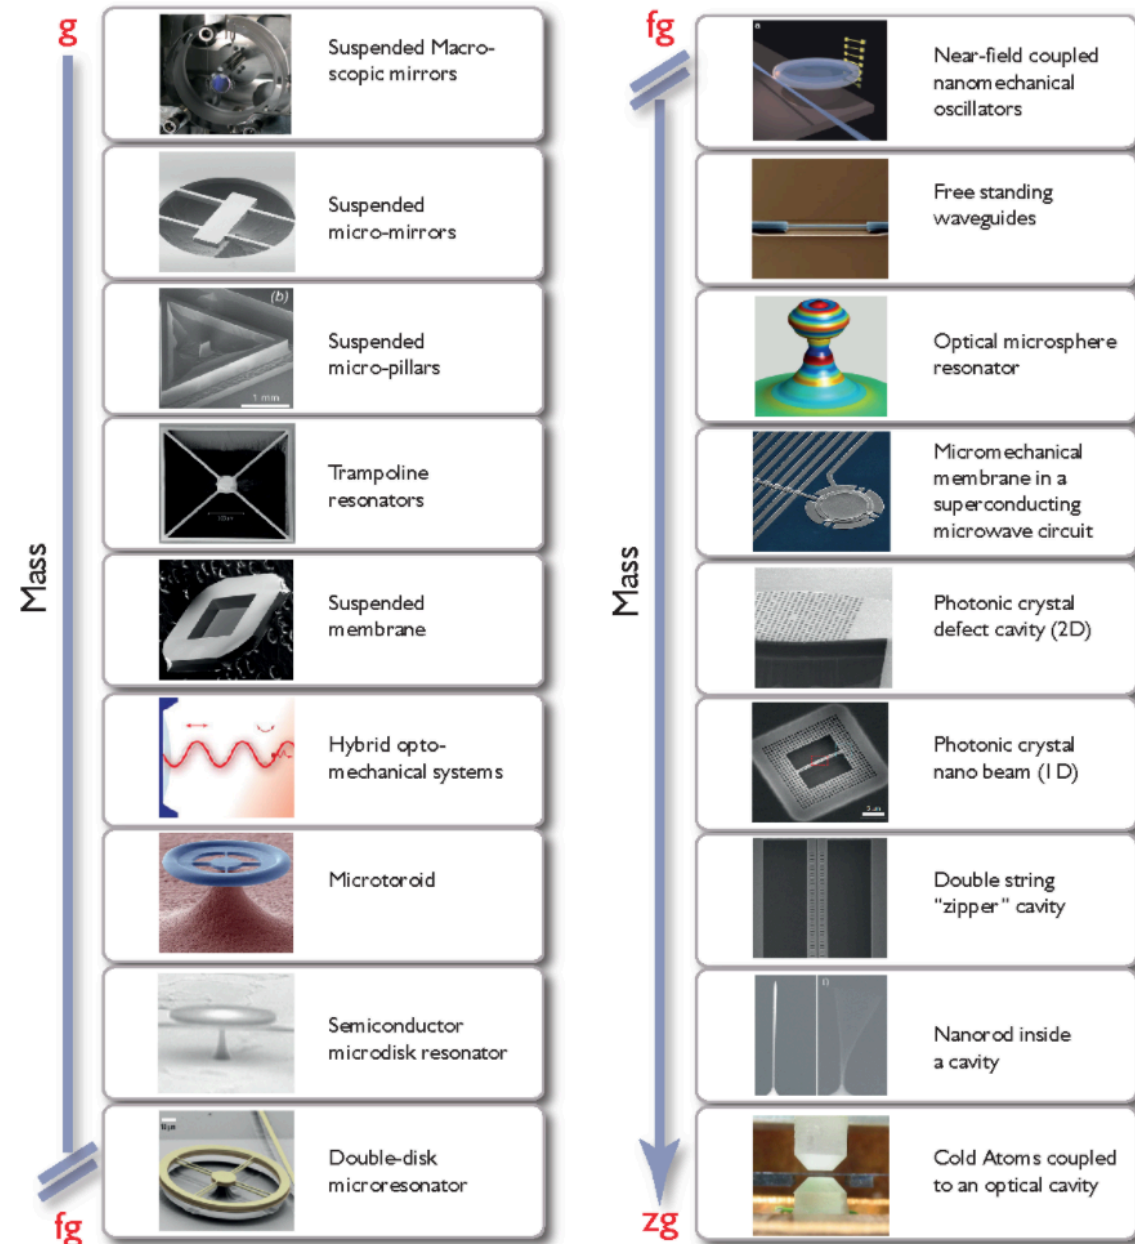 g
Mass
fg
Suspended Macro-
scopic mirrors
Suspended
micro-mirrors
(b)
1 mm
Suspended
micro-pillars
Trampoline
resonators
Suspended
membrane
Hybrid opto-
mechanical systems
Microtoroid
Semiconductor
microdisk resonator
Double-disk
microresonator
fg
Mass
zg
a
Near-field coupled
nanomechanical
oscillators
Free standing
waveguides
Optical microsphere
resonator
Micromechanical
membrane in a
superconducting
microwave circuit
Photonic crystal
defect cavity (2D)
Photonic crystal
nano beam (1D)
Double string
"zipper" cavity
Nanorod inside
a cavity
Cold Atoms coupled
to an optical cavity